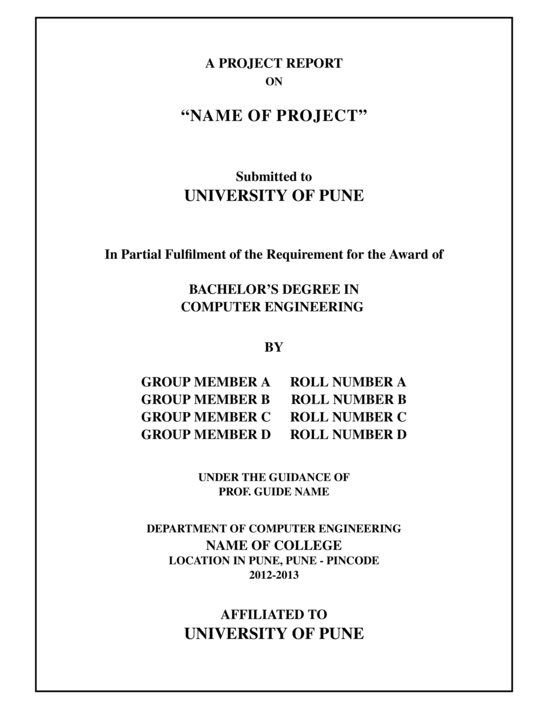 A PROJECT REPORT
ON
“NAME OF PROJECT”
Submitted to
UNIVERSITY OF PUNE
In Partial Fulfilment of the Requirement for the Award of
BACHELOR’S DEGREE IN
COMPUTER ENGINEERING
BY
GROUP MEMBER A ROLL NUMBER A
GROUP MEMBER B ROLL NUMBER B
GROUP MEMBER C ROLL NUMBER C
GROUP MEMBER D ROLL NUMBER D
UNDER THE GUIDANCE OF
PROF. GUIDE NAME
DEPARTMENT OF COMPUTER ENGINEERING
NAME OF COLLEGE
LOCATION IN PUNE, PUNE - PINCODE
2012-2013
AFFILIATED TO
UNIVERSITY OF PUNE